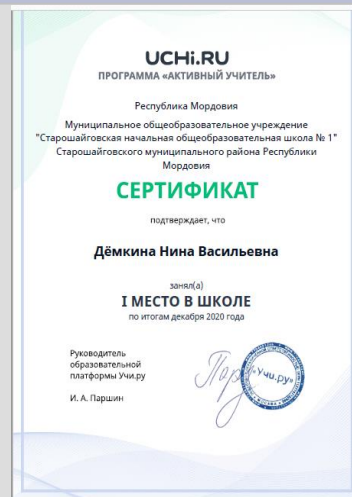 UCHi.RU
ПРОГРАММА «АКТИВНЫЙ УЧИТЕЛЬ»
Республика Мордовия
Муниципальное общеобразовательное учреждение
"Старошайговская начальная общеобразовательная школа № 1"
Старошайговского муниципального района Республики
Мордовия
СЕРТИФИКАТ
подтверждает, что
Дёмкина Нина Васильевна
занял(а)
I МЕСТО В ШКОЛЕ
по итогам декабря 2020 года
Руководитель
образовательной
платформы Учи.ру
И. А. Паршин
«Учи.ру»